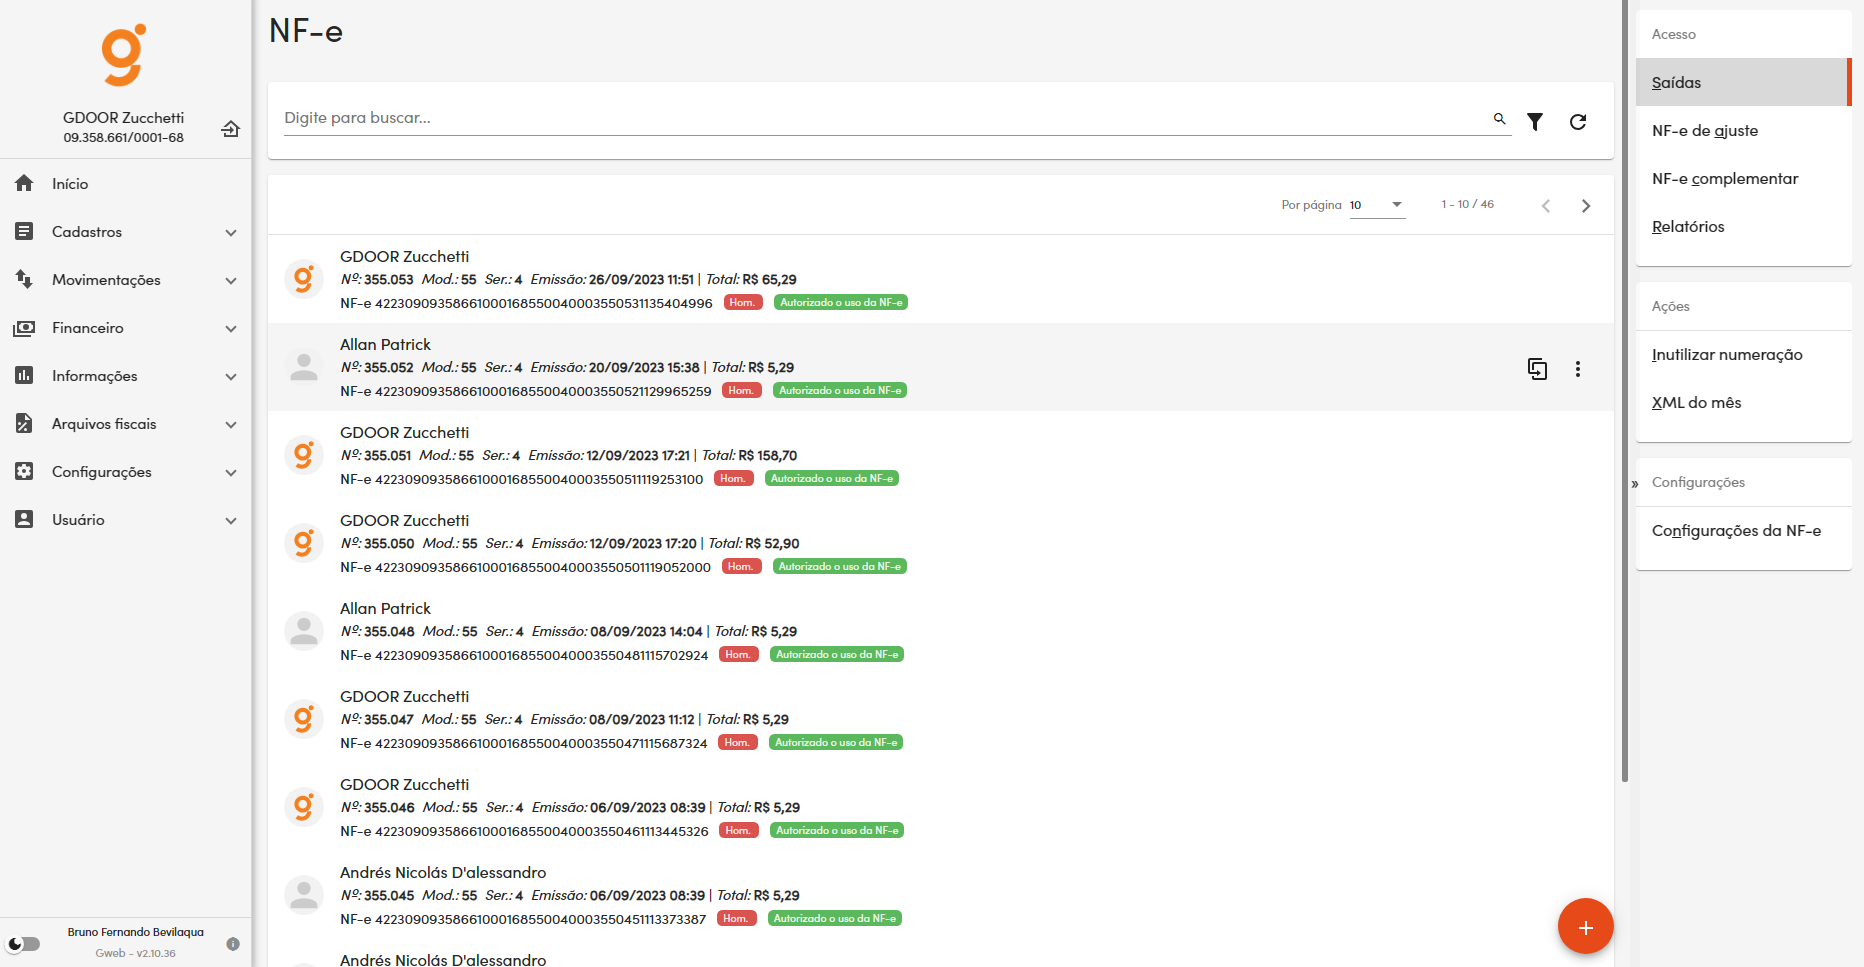 GDOOR Zucchetti
09.358.661/0001-68
Início
Cadastros
Movimentações
Financeiro
Informações
Arquivos fiscais
Configurações
Usuário
Bruno Fernando Bevilaqua
Gweb - v2.10.36
NF-e
Digite para buscar...
Por página 10 1 - 10 / 46
GDOOR Zucchetti
Nº: 355.053 Mod.: 55 Ser.: 4 Emissão: 26/09/2023 11:51 | Total: R$ 65,29
NF-e 42230909358661000168550040003550531135404996 Hom. Autorizado o uso da NF-e
Allan Patrick
Nº: 355.052 Mod.: 55 Ser.: 4 Emissão: 20/09/2023 15:38 | Total: R$ 5,29
NF-e 42230909358661000168550040003550521129965259 Hom. Autorizado o uso da NF-e
GDOOR Zucchetti
Nº: 355.051 Mod.: 55 Ser.: 4 Emissão: 12/09/2023 17:21 | Total: R$ 158,70
NF-e 42230909358661000168550040003550511119253100 Hom. Autorizado o uso da NF-e
GDOOR Zucchetti
Nº: 355.050 Mod.: 55 Ser.: 4 Emissão: 12/09/2023 17:20 | Total: R$ 52,90
NF-e 42230909358661000168550040003550501119052000 Hom. Autorizado o uso da NF-e
Allan Patrick
Nº: 355.048 Mod.: 55 Ser.: 4 Emissão: 08/09/2023 14:04 | Total: R$ 5,29
NF-e 42230909358661000168550040003550481115702924 Hom. Autorizado o uso da NF-e
GDOOR Zucchetti
Nº: 355.047 Mod.: 55 Ser.: 4 Emissão: 08/09/2023 11:12 | Total: R$ 5,29
NF-e 42230909358661000168550040003550471115687324 Hom. Autorizado o uso da NF-e
GDOOR Zucchetti
Nº: 355.046 Mod.: 55 Ser.: 4 Emissão: 06/09/2023 08:39 | Total: R$ 5,29
NF-e 42230909358661000168550040003550461113445326 Hom. Autorizado o uso da NF-e
Andrés Nicolás D'alessandro
Nº: 355.045 Mod.: 55 Ser.: 4 Emissão: 06/09/2023 08:39 | Total: R$ 5,29
NF-e 42230909358661000168550040003550451113373387 Hom. Autorizado o uso da NF-e
Andrés Nicolás D'alessandro
Acesso
Saídas
NF-e de ajuste
NF-e complementar
Relatórios
Ações
Inutilizar numeração
XML do mês
» Configurações
Configurações da NF-e